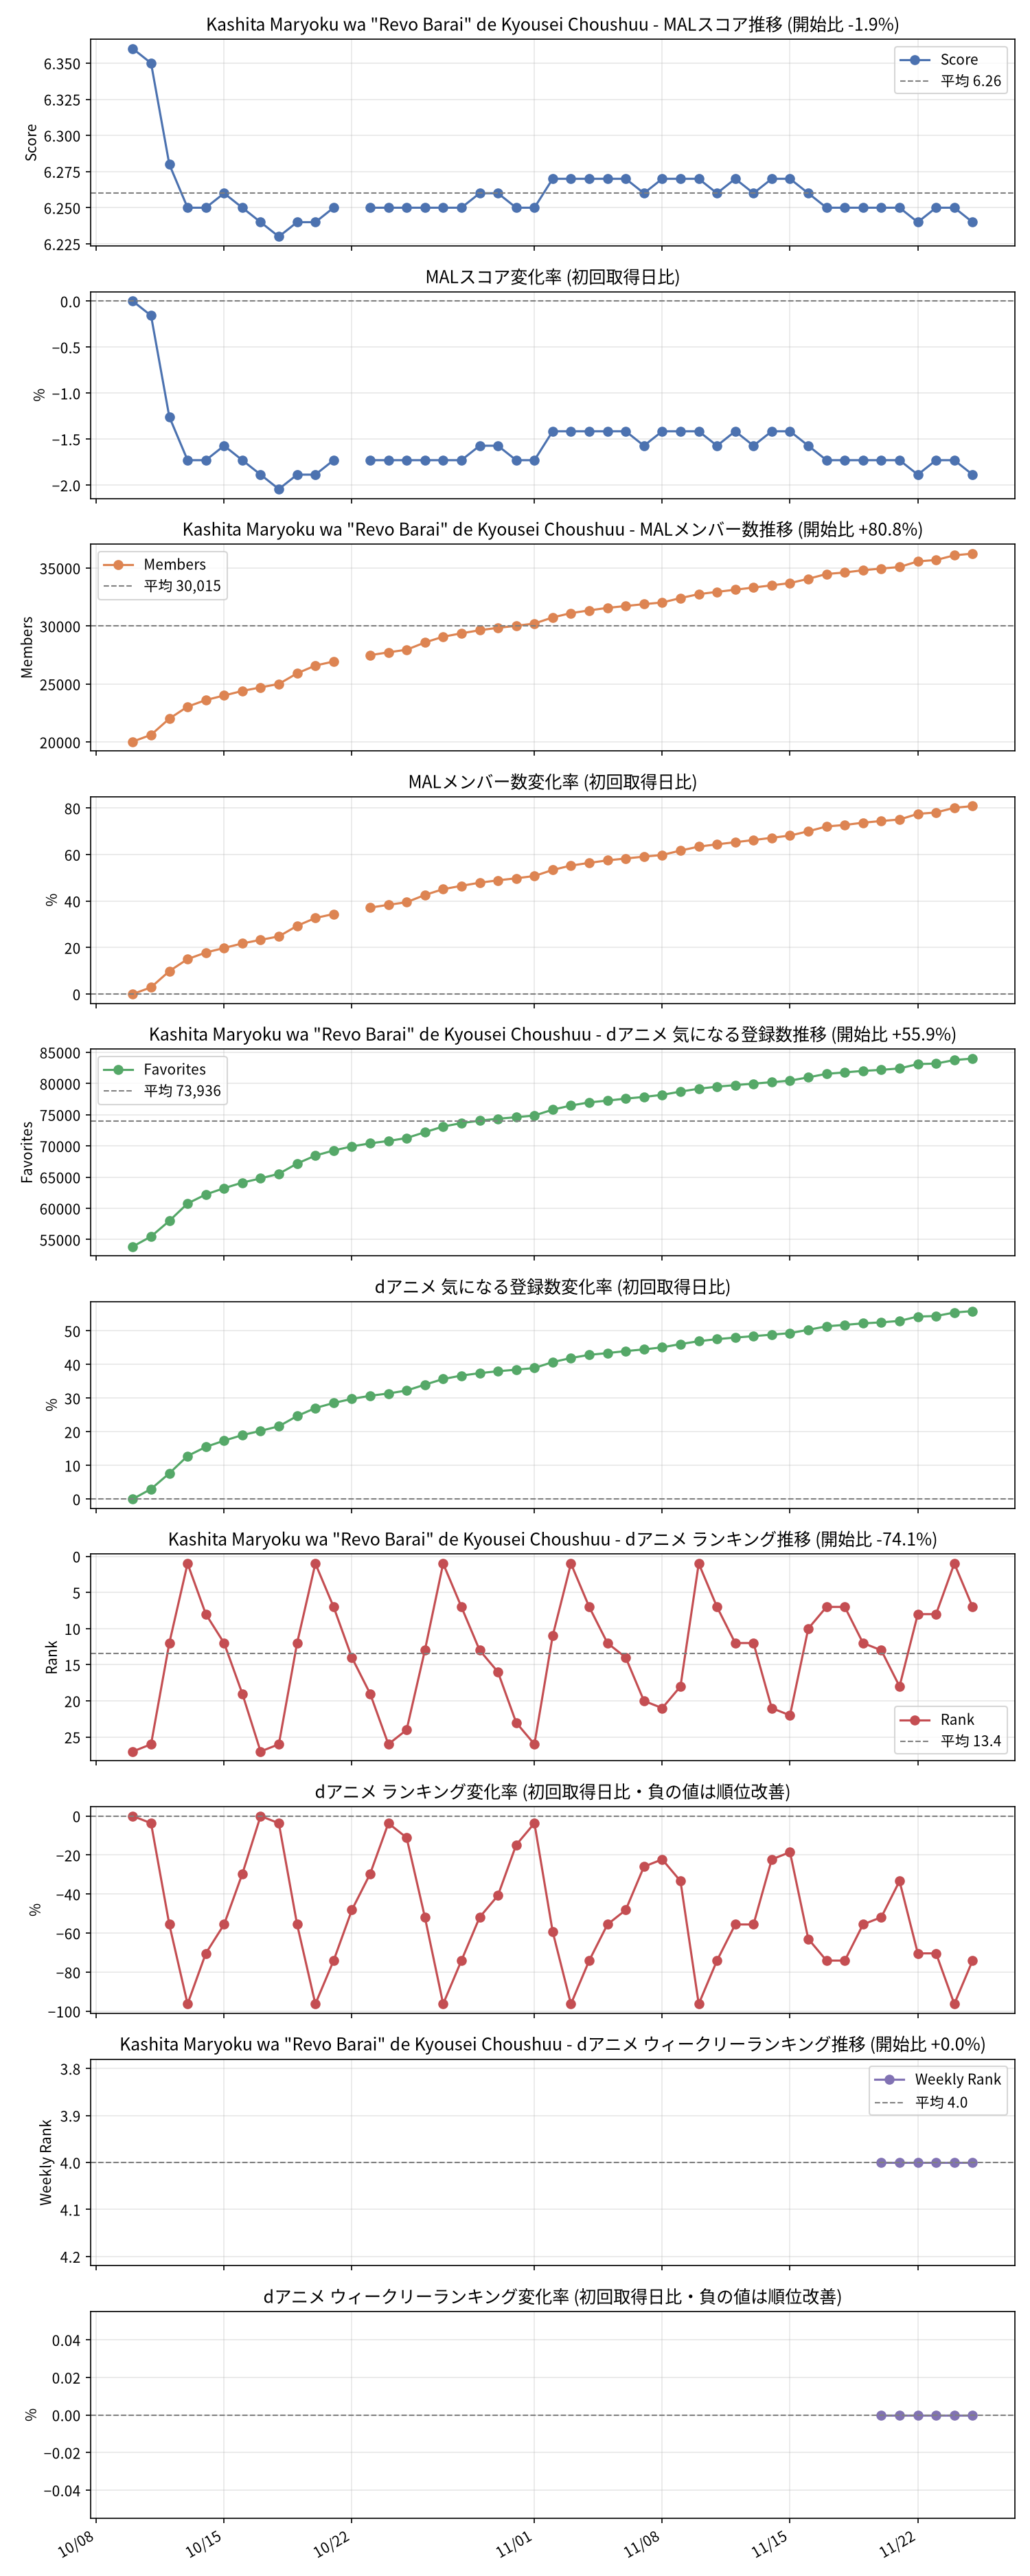 Kashita Maryoku wa "Revo Barai" de Kyousei Choushuu - MALスコア推移 (開始比 -1.9%)
6.350
6.325
6.300
6.275
6.250
6.225
Score
Score
平均 6.26
MALスコア変化率 (初回取得日比)
0.0
−0.5
−1.0
−1.5
−2.0
%
Kashita Maryoku wa "Revo Barai" de Kyousei Choushuu - MALメンバー数推移 (開始比 +80.8%)
35000
30000
25000
20000
Members
Members
平均 30,015
MALメンバー数変化率 (初回取得日比)
80
60
40
20
0
%
Kashita Maryoku wa "Revo Barai" de Kyousei Choushuu - dアニメ 気になる登録数推移 (開始比 +55.9%)
85000
80000
75000
70000
65000
60000
55000
Favorites
Favorites
平均 73,936
dアニメ 気になる登録数変化率 (初回取得日比)
50
40
30
20
10
0
%
Kashita Maryoku wa "Revo Barai" de Kyousei Choushuu - dアニメ ランキング推移 (開始比 -74.1%)
0
5
10
15
20
25
Rank
Rank
平均 13.4
dアニメ ランキング変化率 (初回取得日比・負の値は順位改善)
0
−20
−40
−60
−80
−100
%
Kashita Maryoku wa "Revo Barai" de Kyousei Choushuu - dアニメ ウィークリーランキング推移 (開始比 +0.0%)
3.8
3.9
4.0
4.1
4.2
Weekly Rank
Weekly Rank
平均 4.0
dアニメ ウィークリーランキング変化率 (初回取得日比・負の値は順位改善)
0.04
0.02
0.00
−0.02
−0.04
%
10/08
10/15
10/22
11/01
11/08
11/15
11/22